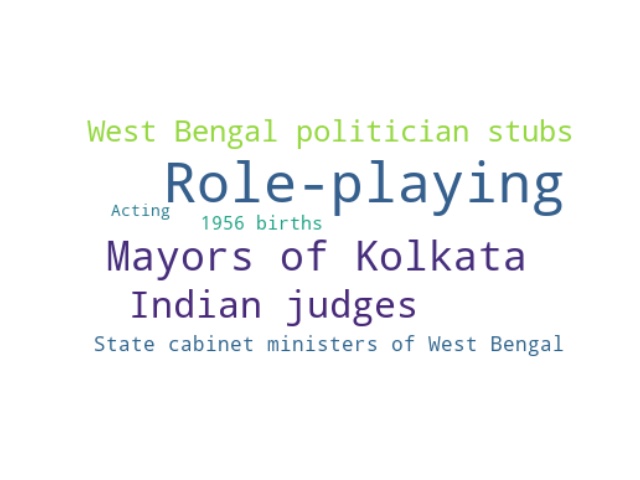 West Bengal politician stubs
Role-playing
Acting
1956 births
Mayors of Kolkata
Indian judges
State cabinet ministers of West Bengal